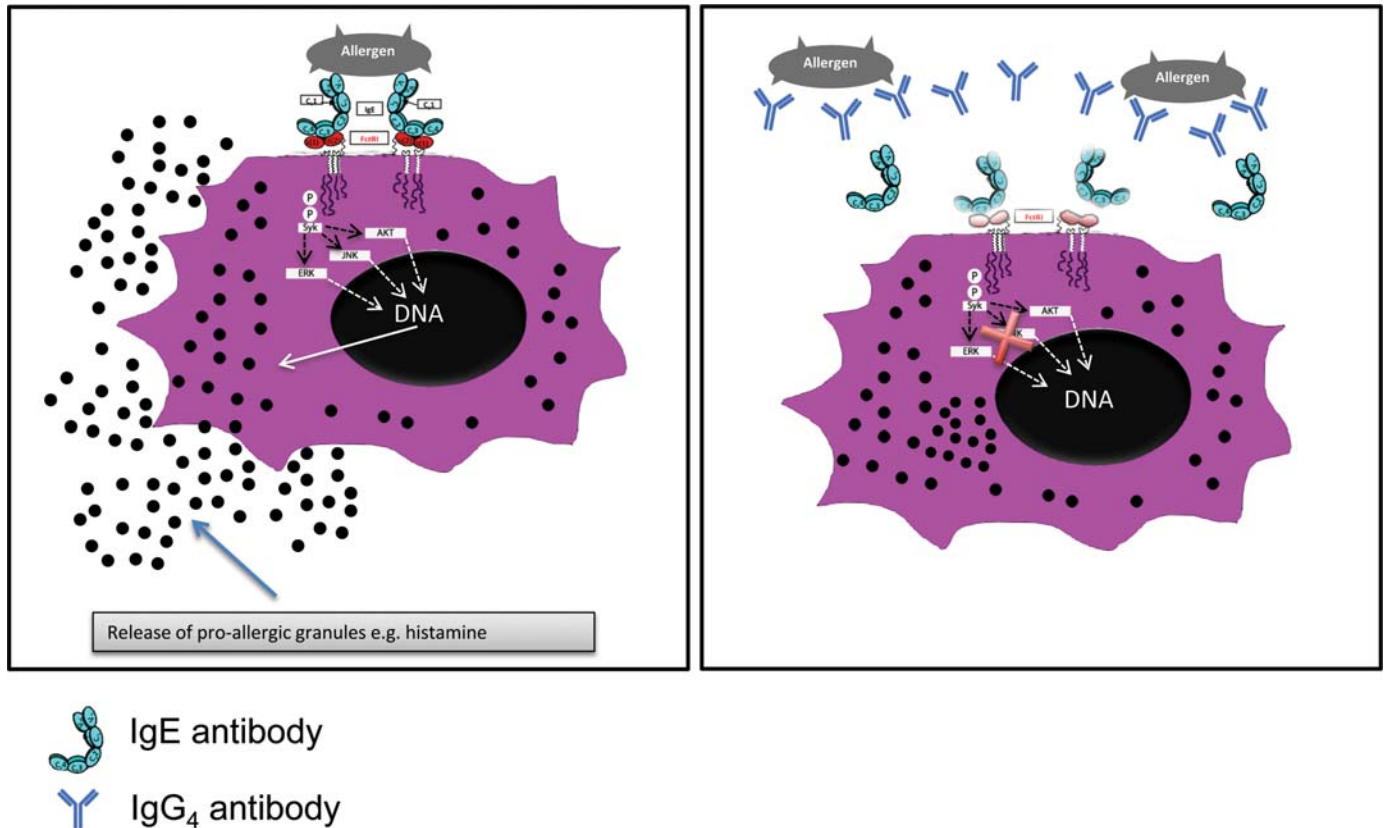 Allergen
IgE
FcεRI
P
P
Syk
AKT
JNK
ERK
DNA
Release of pro-allergic granules e.g. histamine
Allergen
Allergen
FcεRI
P
P
Syk
AKT
ERK
DNA
IgE antibody
IgG₄ antibody